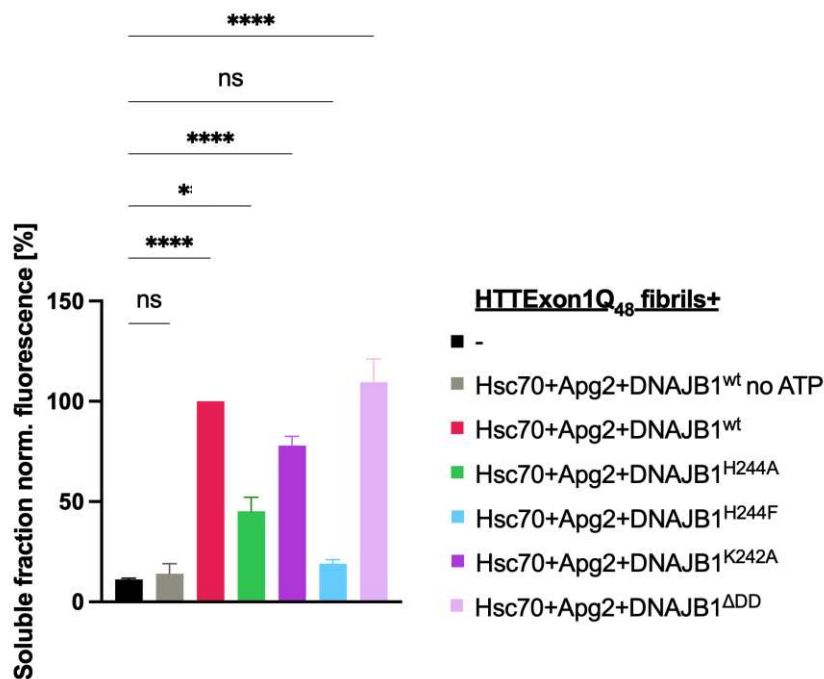 ****
ns
****
**
****
ns
Soluble fraction norm. fluorescence [%]
150
100
50
0
HTTExon1Q48 fibrils+
-
Hsc70+Apg2+DNAJB1wt no ATP
Hsc70+Apg2+DNAJB1wt
Hsc70+Apg2+DNAJB1H244A
Hsc70+Apg2+DNAJB1H244F
Hsc70+Apg2+DNAJB1K242A
Hsc70+Apg2+DNAJB1ΔDD